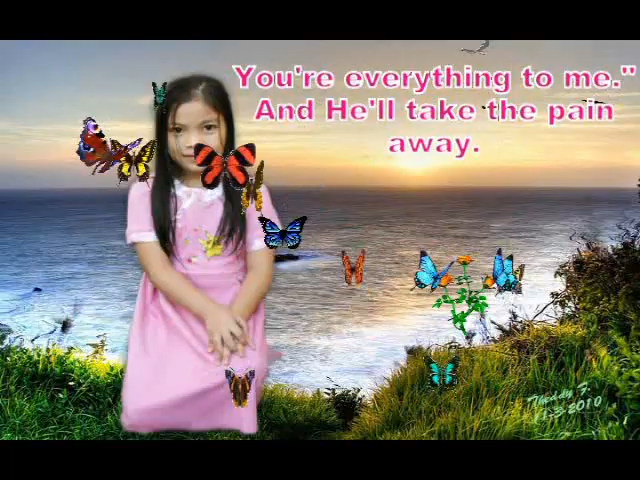 You're everything to me."
And He'll take the pain
away.